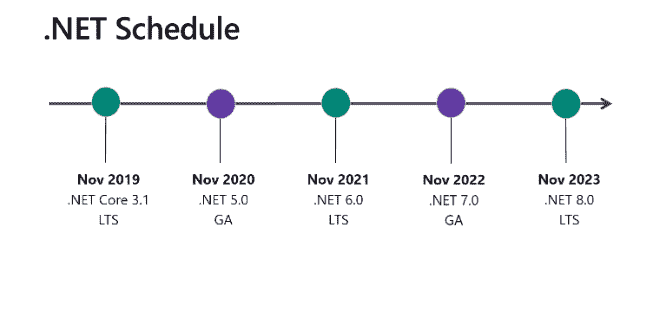 .NET Schedule
Nov 2019
.NET Core 3.1
LTS
Nov 2020
.NET 5.0
GA
Nov 2021
.NET 6.0
LTS
Nov 2022
.NET 7.0
GA
Nov 2023
.NET 8.0
LTS